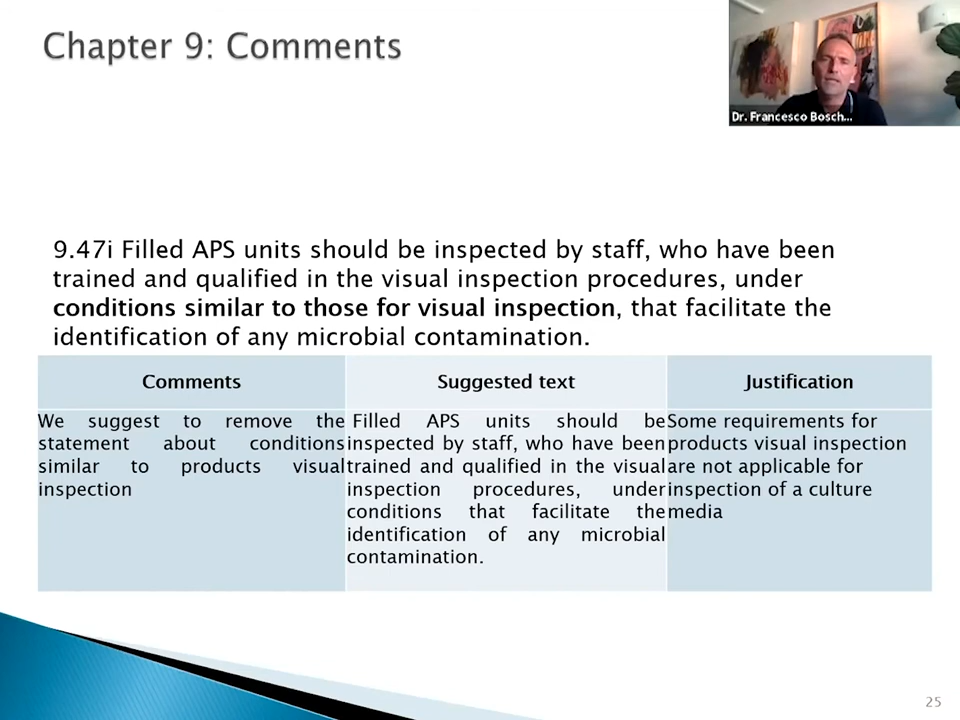 Chapter 9: Comments
Dr. Francesco Bosch...
9.47i Filled APS units should be inspected by staff, who have been
trained and qualified in the visual inspection procedures, under
conditions similar to those for visual inspection, that facilitate the
identification of any microbial contamination.
Comments
We suggest to remove the
statement about conditions
similar to products visual
inspection
Suggested text
Filled APS units should be
inspected by staff, who have been
trained and qualified in the visual
inspection procedures, under
conditions that facilitate the
identification of any microbial
contamination.
Justification
Some requirements for
products visual inspection
are not applicable for
inspection of a culture
media
25